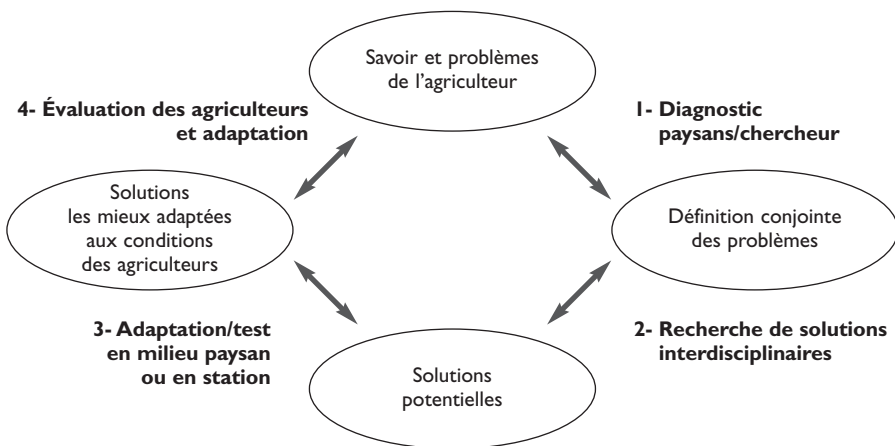 Savoir et problèmes
de l’agriculteur
4- Évaluation des agriculteurs
et adaptation
1- Diagnostic
paysans/chercheur
Solutions
les mieux adaptées
aux conditions
des agriculteurs
Définition conjointe
des problèmes
3- Adaptation/test
en milieu paysan
ou en station
2- Recherche de solutions
interdisciplinaires
Solutions
potentielles